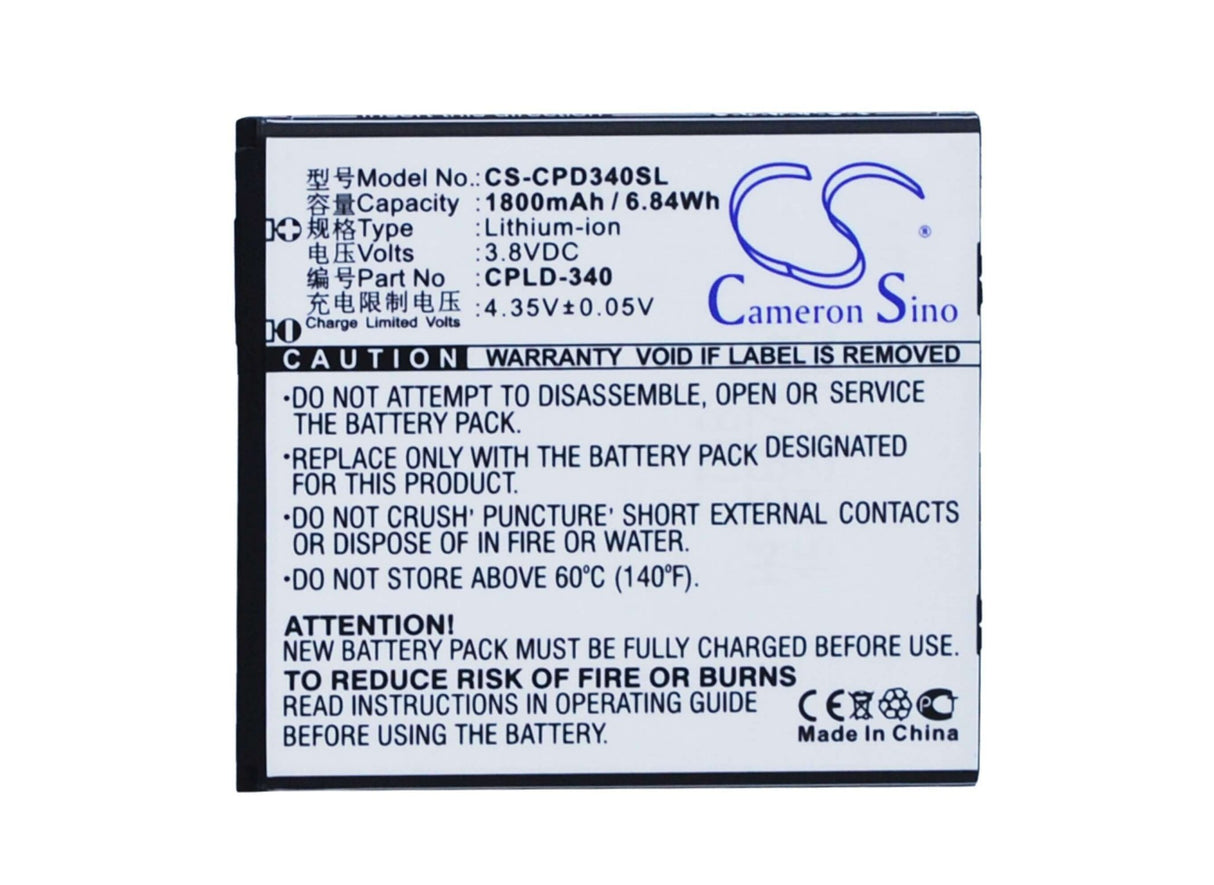 型号Model No.: CS-CPD340SL
容量Capacity : 1800mAh / 6.84Wh
规格Type : Lithium-ion
电压Volts : 3.8VDC
编号Part No : CPLD-340
充电限制电压 : 4.35V±0.05V
Charge Limited Volts
CS ®
Cameron Sino
CAUTION WARRANTY VOID IF LABEL IS REMOVED
·DO NOT ATTEMPT TO DISASSEMBLE, OPEN OR SERVICE
THE BATTERY PACK.
·REPLACE ONLY WITH THE BATTERY PACK DESIGNATED
FOR THIS PRODUCT.
·DO NOT CRUSH' PUNCTURE' SHORT EXTERNAL CONTACTS
OR DISPOSE OF IN FIRE OR WATER.
·DO NOT STORE ABOVE 60°C (140°F).
ATTENTION!
NEW BATTERY PACK MUST BE FULLY CHARGED BEFORE USE.
TO REDUCE RISK OF FIRE OR BURNS
READ INSTRUCTIONS IN OPERATING GUIDE
BEFORE USING THE BATTERY.
CE PCT
Made In China